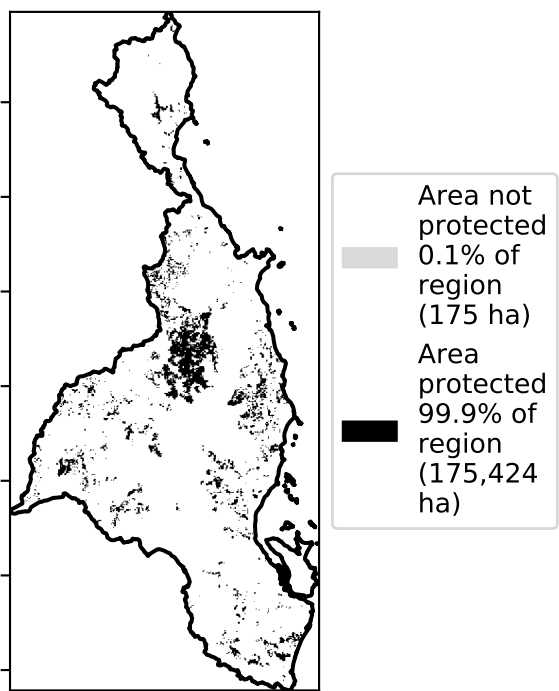 Area not
protected
0.1% of
region
(175 ha)
Area
protected
99.9% of
region
(175,424
ha)